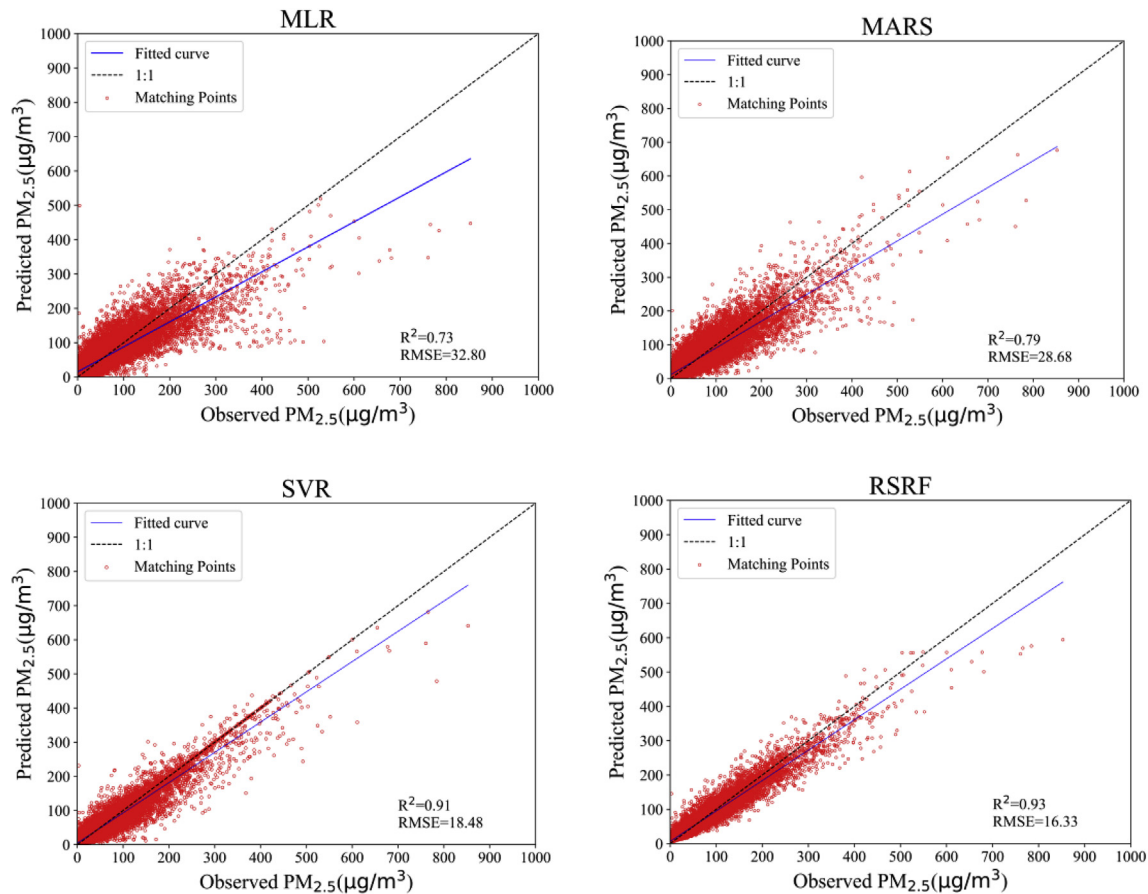 MLR
Fitted curve
1:1
Matching Points
1000
900
800
700
600
500
400
300
200
100
0
Predicted PM2.5(μg/m³)
R²=0.73
RMSE=32.80
0 100 200 300 400 500 600 700 800 900 1000
Observed PM2.5(μg/m³)
MARS
Fitted curve
1:1
Matching Points
1000
900
800
700
600
500
400
300
200
100
0
Predicted PM2.5(μg/m³)
R²=0.79
RMSE=28.68
0 100 200 300 400 500 600 700 800 900 1000
Observed PM2.5(μg/m³)
SVR
Fitted curve
1:1
Matching Points
1000
900
800
700
600
500
400
300
200
100
0
Predicted PM2.5(μg/m³)
R²=0.91
RMSE=18.48
0 100 200 300 400 500 600 700 800 900 1000
Observed PM2.5(μg/m³)
RSRF
Fitted curve
1:1
Matching Points
1000
900
800
700
600
500
400
300
200
100
0
Predicted PM2.5(μg/m³)
R²=0.93
RMSE=16.33
0 100 200 300 400 500 600 700 800 900 1000
Observed PM2.5(μg/m³)